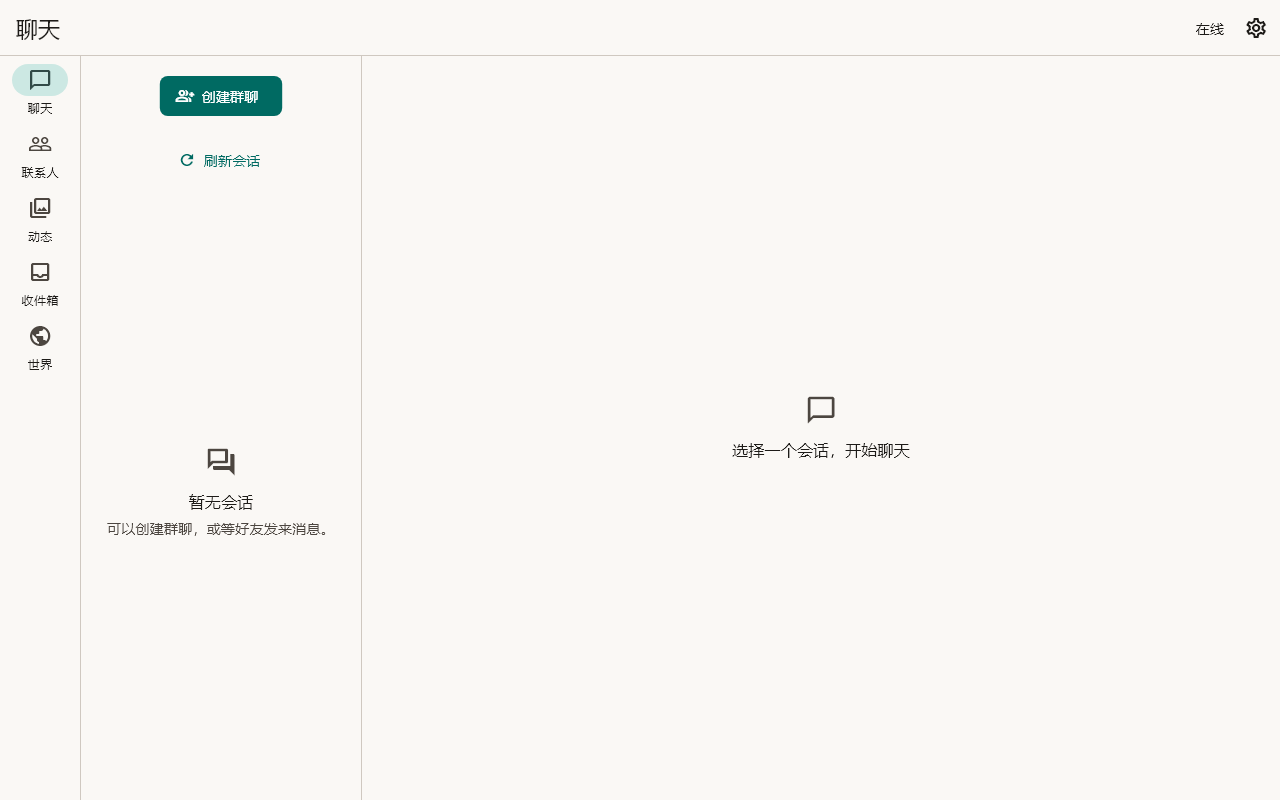 聊天
在线
聊天
联系人
动态
收件箱
世界
创建群聊
刷新会话
暂无会话
可以创建群聊，或等好友发来消息。
选择一个会话，开始聊天